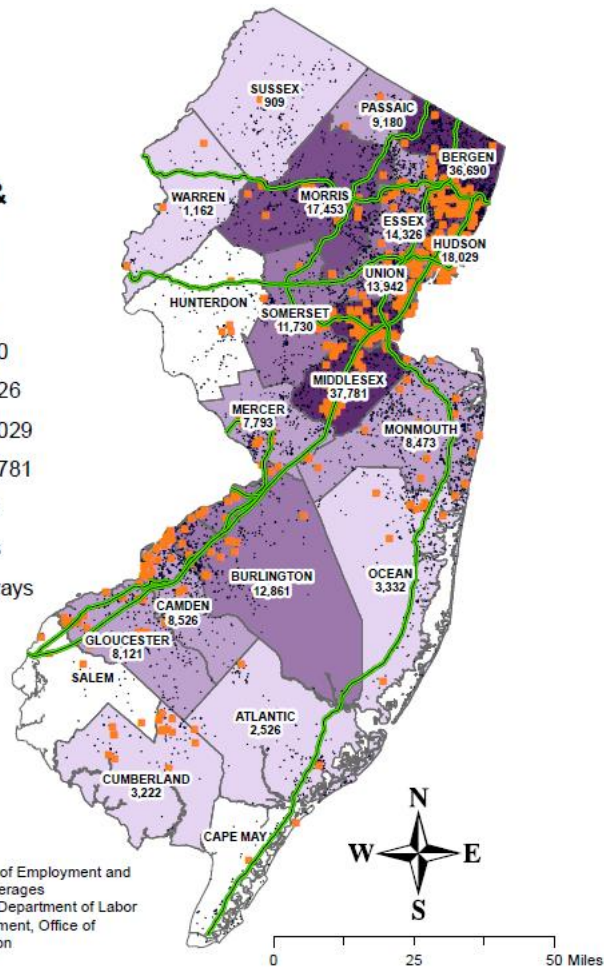 SUSSEX
909
PASSAIC
9,180
BERGEN
36,690
WARREN
1,162
MORRIS
17,453
&
ESSEX
14,326
HUDSON
18,029
UNION
13,942
HUNTERDON
SOMERSET
11,730
0
26
029
781
MIDDLESEX
37,781
MERCER
7,793
MONMOUTH
8,473
ays
BURLINGTON
12,861
OCEAN
3,332
CAMDEN
8,526
GLOUCESTER
8,121
SALEM
ATLANTIC
2,526
CUMBERLAND
3,222
CAPE MAY
N
W E
S
of Employment and
erages
Department of Labor
ment, Office of
on
0 25 50 Miles